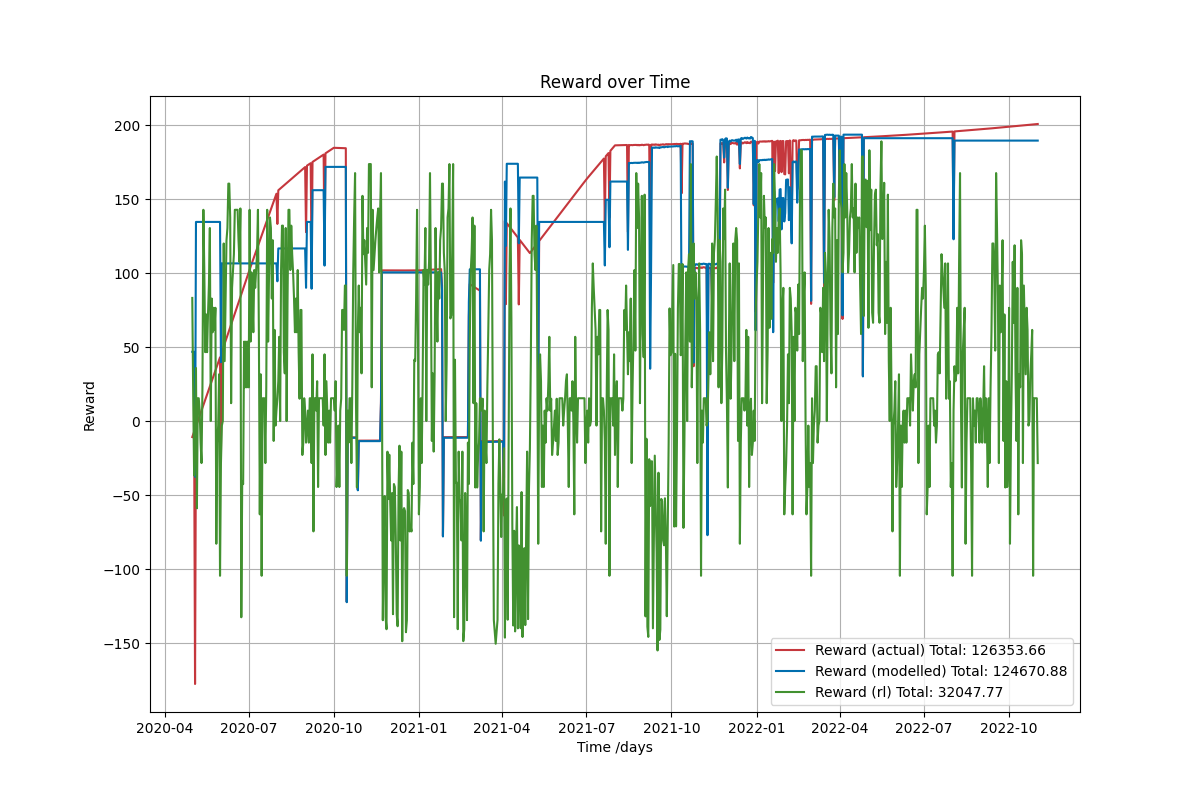 Reward over Time
Reward
200
150
100
50
0
−50
−100
−150
Reward (actual) Total: 126353.66
Reward (modelled) Total: 124670.88
Reward (rl) Total: 32047.77
2020-04 2020-07 2020-10 2021-01 2021-04 2021-07 2021-10 2022-01 2022-04 2022-07 2022-10
Time /days